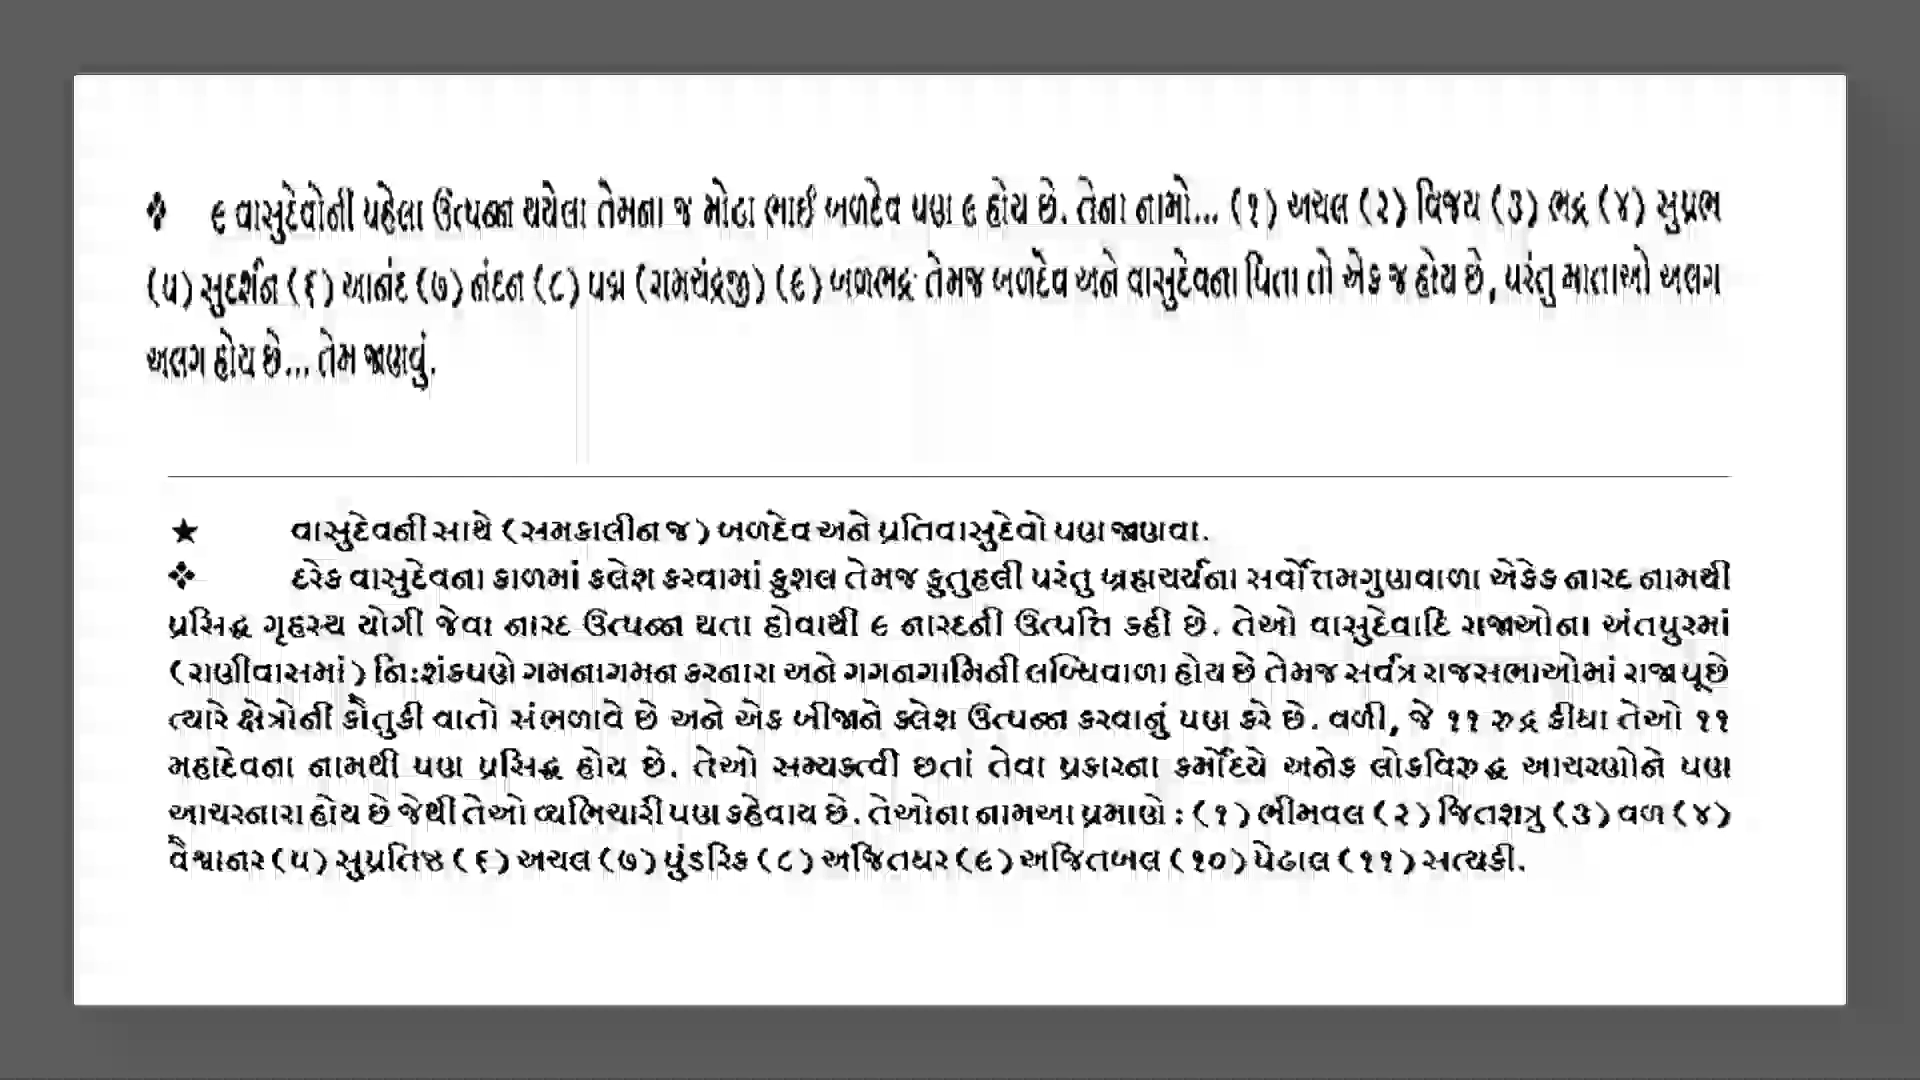 ❖ ૯ વાસુદેવોની પહેલા ઉત્પન્ન થયેલા તેમના જ મોટા ભાઈ બળદેવ પણ ૯ હોય છે. તેના નામો... (૧) અચલ (૨) વિજય (૩) ભદ્ર (૪) સુપ્રભ
(૫) સુદર્શન (૬) આનંદ (૭) નંદન (૮) પદ્મ (રામચંદ્રજી) (૯) બળભદ્ર તેમજ બળદેવ અને વાસુદેવના પિતા તો એક જ હોય છે, પરંતુ માતાઓ અલગ
અલગ હોય છે... તેમ જાણવું.
★ વાસુદેવની સાથે (સમકાલીન જ) બળદેવ અને પ્રતિવાસુદેવો પણ જાણવા.
❖ દરેક વાસુદેવના કાળમાં કલેશ કરવામાં કુશલ તેમજ કુતુહલી પરંતુ બ્રહ્મચર્યના સર્વોત્તમગુણવાળા એકેક નારદ નામથી
પ્રસિદ્ધ ગૃહસ્થ યોગી જેવા નારદ ઉત્પન્ન થતા હોવાથી ૯ નારદની ઉત્પત્તિ કહી છે. તેઓ વાસુદેવાદિ રાજાઓના અંતપુરમાં
(રાણીવાસમાં) નિઃશંકપણે ગમનાગમન કરનારા અને ગગનગામિની લબ્ધિવાળા હોય છે તેમજ સર્વત્ર રાજસભાઓમાં રાજા પૂછે
ત્યારે ક્ષેત્રોની કૌતુકી વાતો સંભળાવે છે અને એક બીજાને કલેશ ઉત્પન્ન કરવાનું પણ કરે છે. વળી, જે ૧૧ રુદ્ર કીધા તેઓ ૧૧
મહાદેવના નામથી પણ પ્રસિદ્ધ હોય છે. તેઓ સમ્યક્ત્વી છતાં તેવા પ્રકારના કર્મોદયે અનેક લોકવિરુદ્ધ આચરણોને પણ
આચરનારા હોય છે જેથી તેઓ વ્યભિચારી પણ કહેવાય છે. તેઓના નામઆ પ્રમાણે : (૧) ભીમવલ (૨) જિતશત્રુ (૩) વળ (૪)
વૈશ્વાનર (૫) સુપ્રતિષ્ઠ (૬) અચલ (૭) પુંડરિક (૮) અજિતધર (૯) અજિતબલ (૧૦) પેઢાલ (૧૧) સત્યકી.